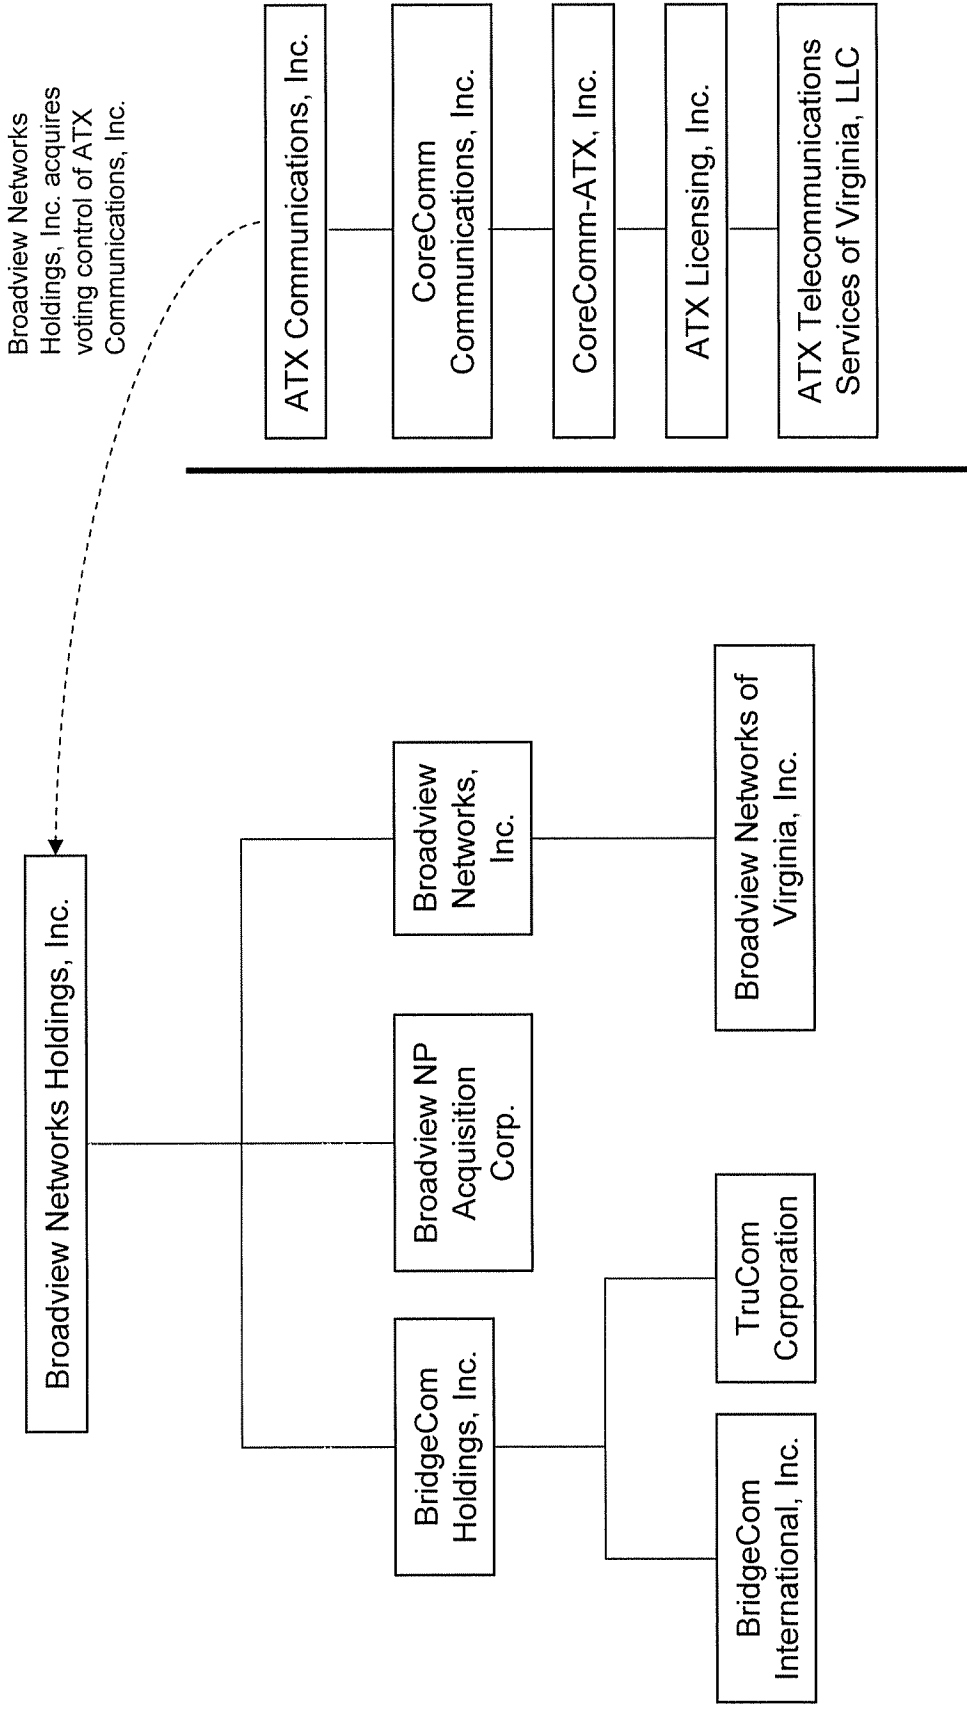 Broadview Networks
Holdings, Inc. acquires
voting control of ATX
Communications, Inc.
Broadview Networks Holdings, Inc.
BridgeCom
Holdings, Inc.
Broadview NP
Acquisition
Corp.
Broadview
Networks,
Inc.
BridgeCom
International, Inc.
TruCom
Corporation
Broadview Networks of
Virginia, Inc.
ATX Communications, Inc.
CoreComm
Communications, Inc.
CoreComm-ATX, Inc.
ATX Licensing, Inc.
ATX Telecommunications
Services of Virginia, LLC